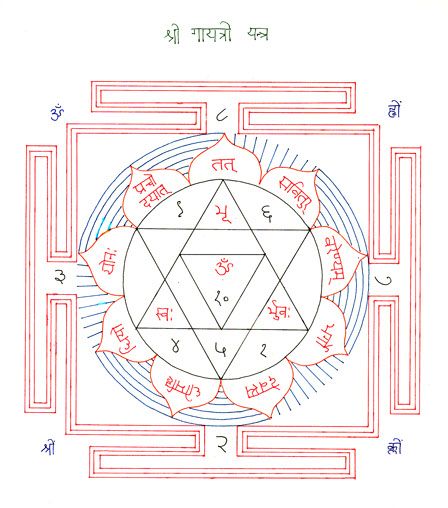 श्री गायत्री यन्त्र
ॐ
८
ह्रीं
तत्
सवितुर्
वरेण्यम्
भर्गो
देवस्य
धीमहि
धियो
योनः
प्रचो
दयात्
९
भू
६
ॐ
१०
स्वः
र्भुवः
४
५
१
३
७
श्रीं
२
क्लीं